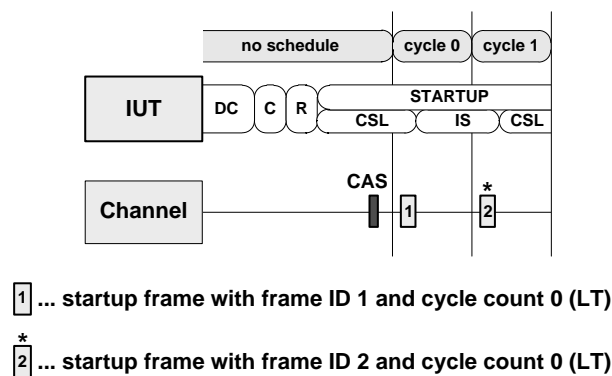 no schedule cycle 0 cycle 1
IUT DC C R STARTUP
CSL IS CSL
CAS *
Channel 1 2
1 ... startup frame with frame ID 1 and cycle count 0 (LT)
*
2 ... startup frame with frame ID 2 and cycle count 0 (LT)